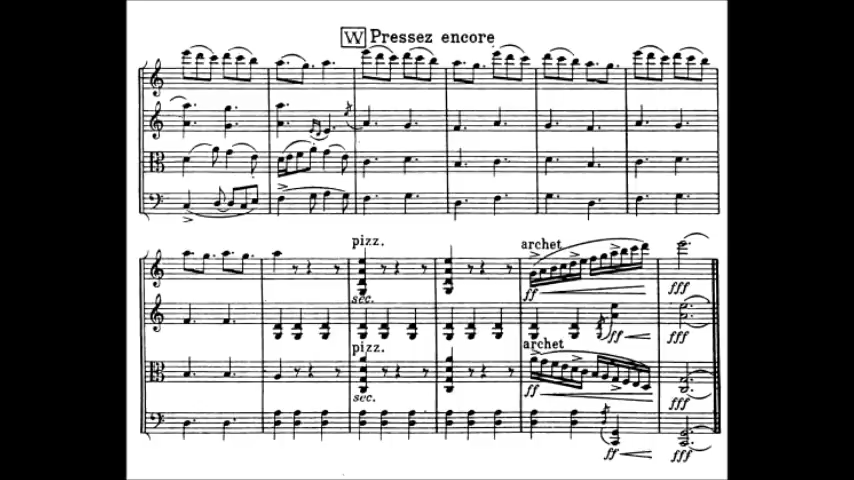 W Pressez encore
pizz. archet
sec. ff fff
ff fff
pizz. archet
sec. ff fff
ff fff